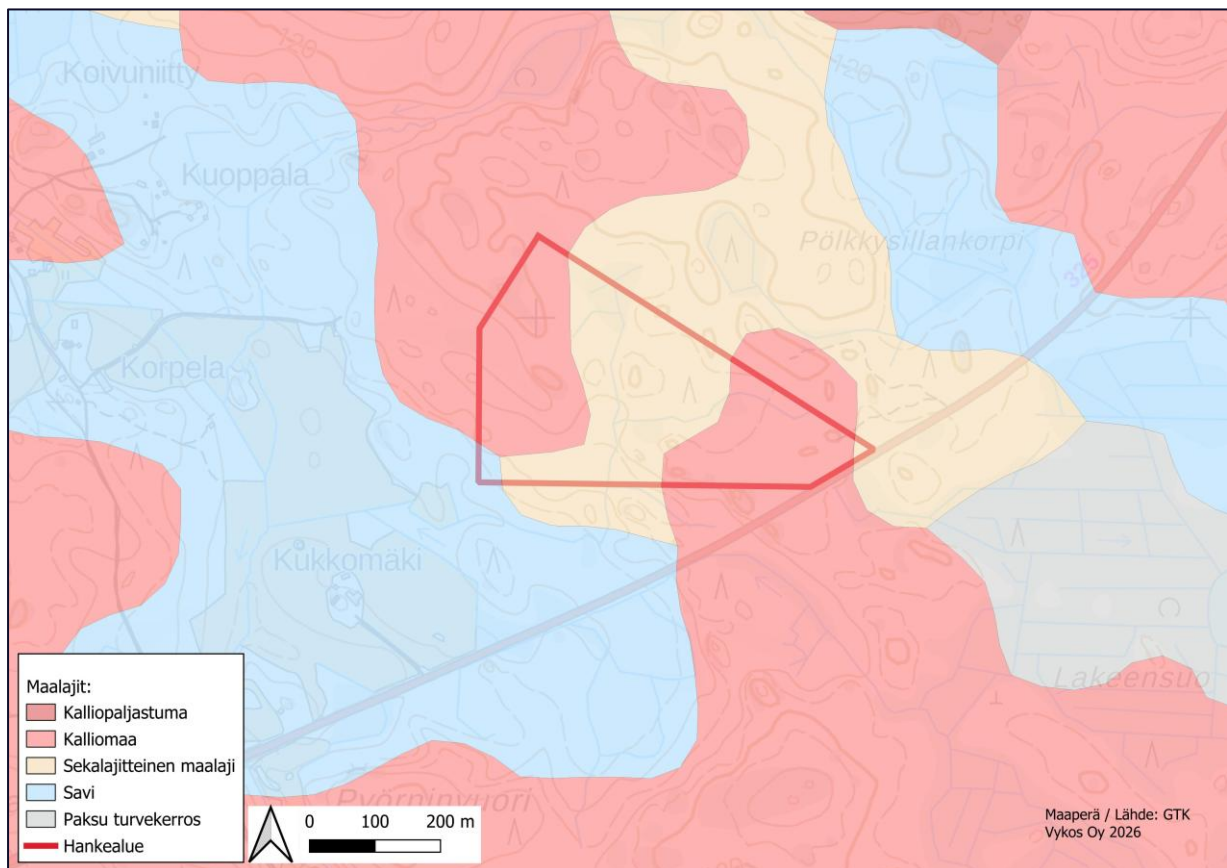 120
Koivuniitty
Kuoppala
120
Pölkkysillankorpi
325
Korpela
Kukkomäki
Lakeensuo
Pyörninvuori
Maalajit:
Kalliopaljastuma
Kalliomaa
Sekalajitteinen maalaji
Savi
Paksu turvekerros
Hankealue
0 100 200 m
Maaperä / Lähde: GTK
Vykos Oy 2026